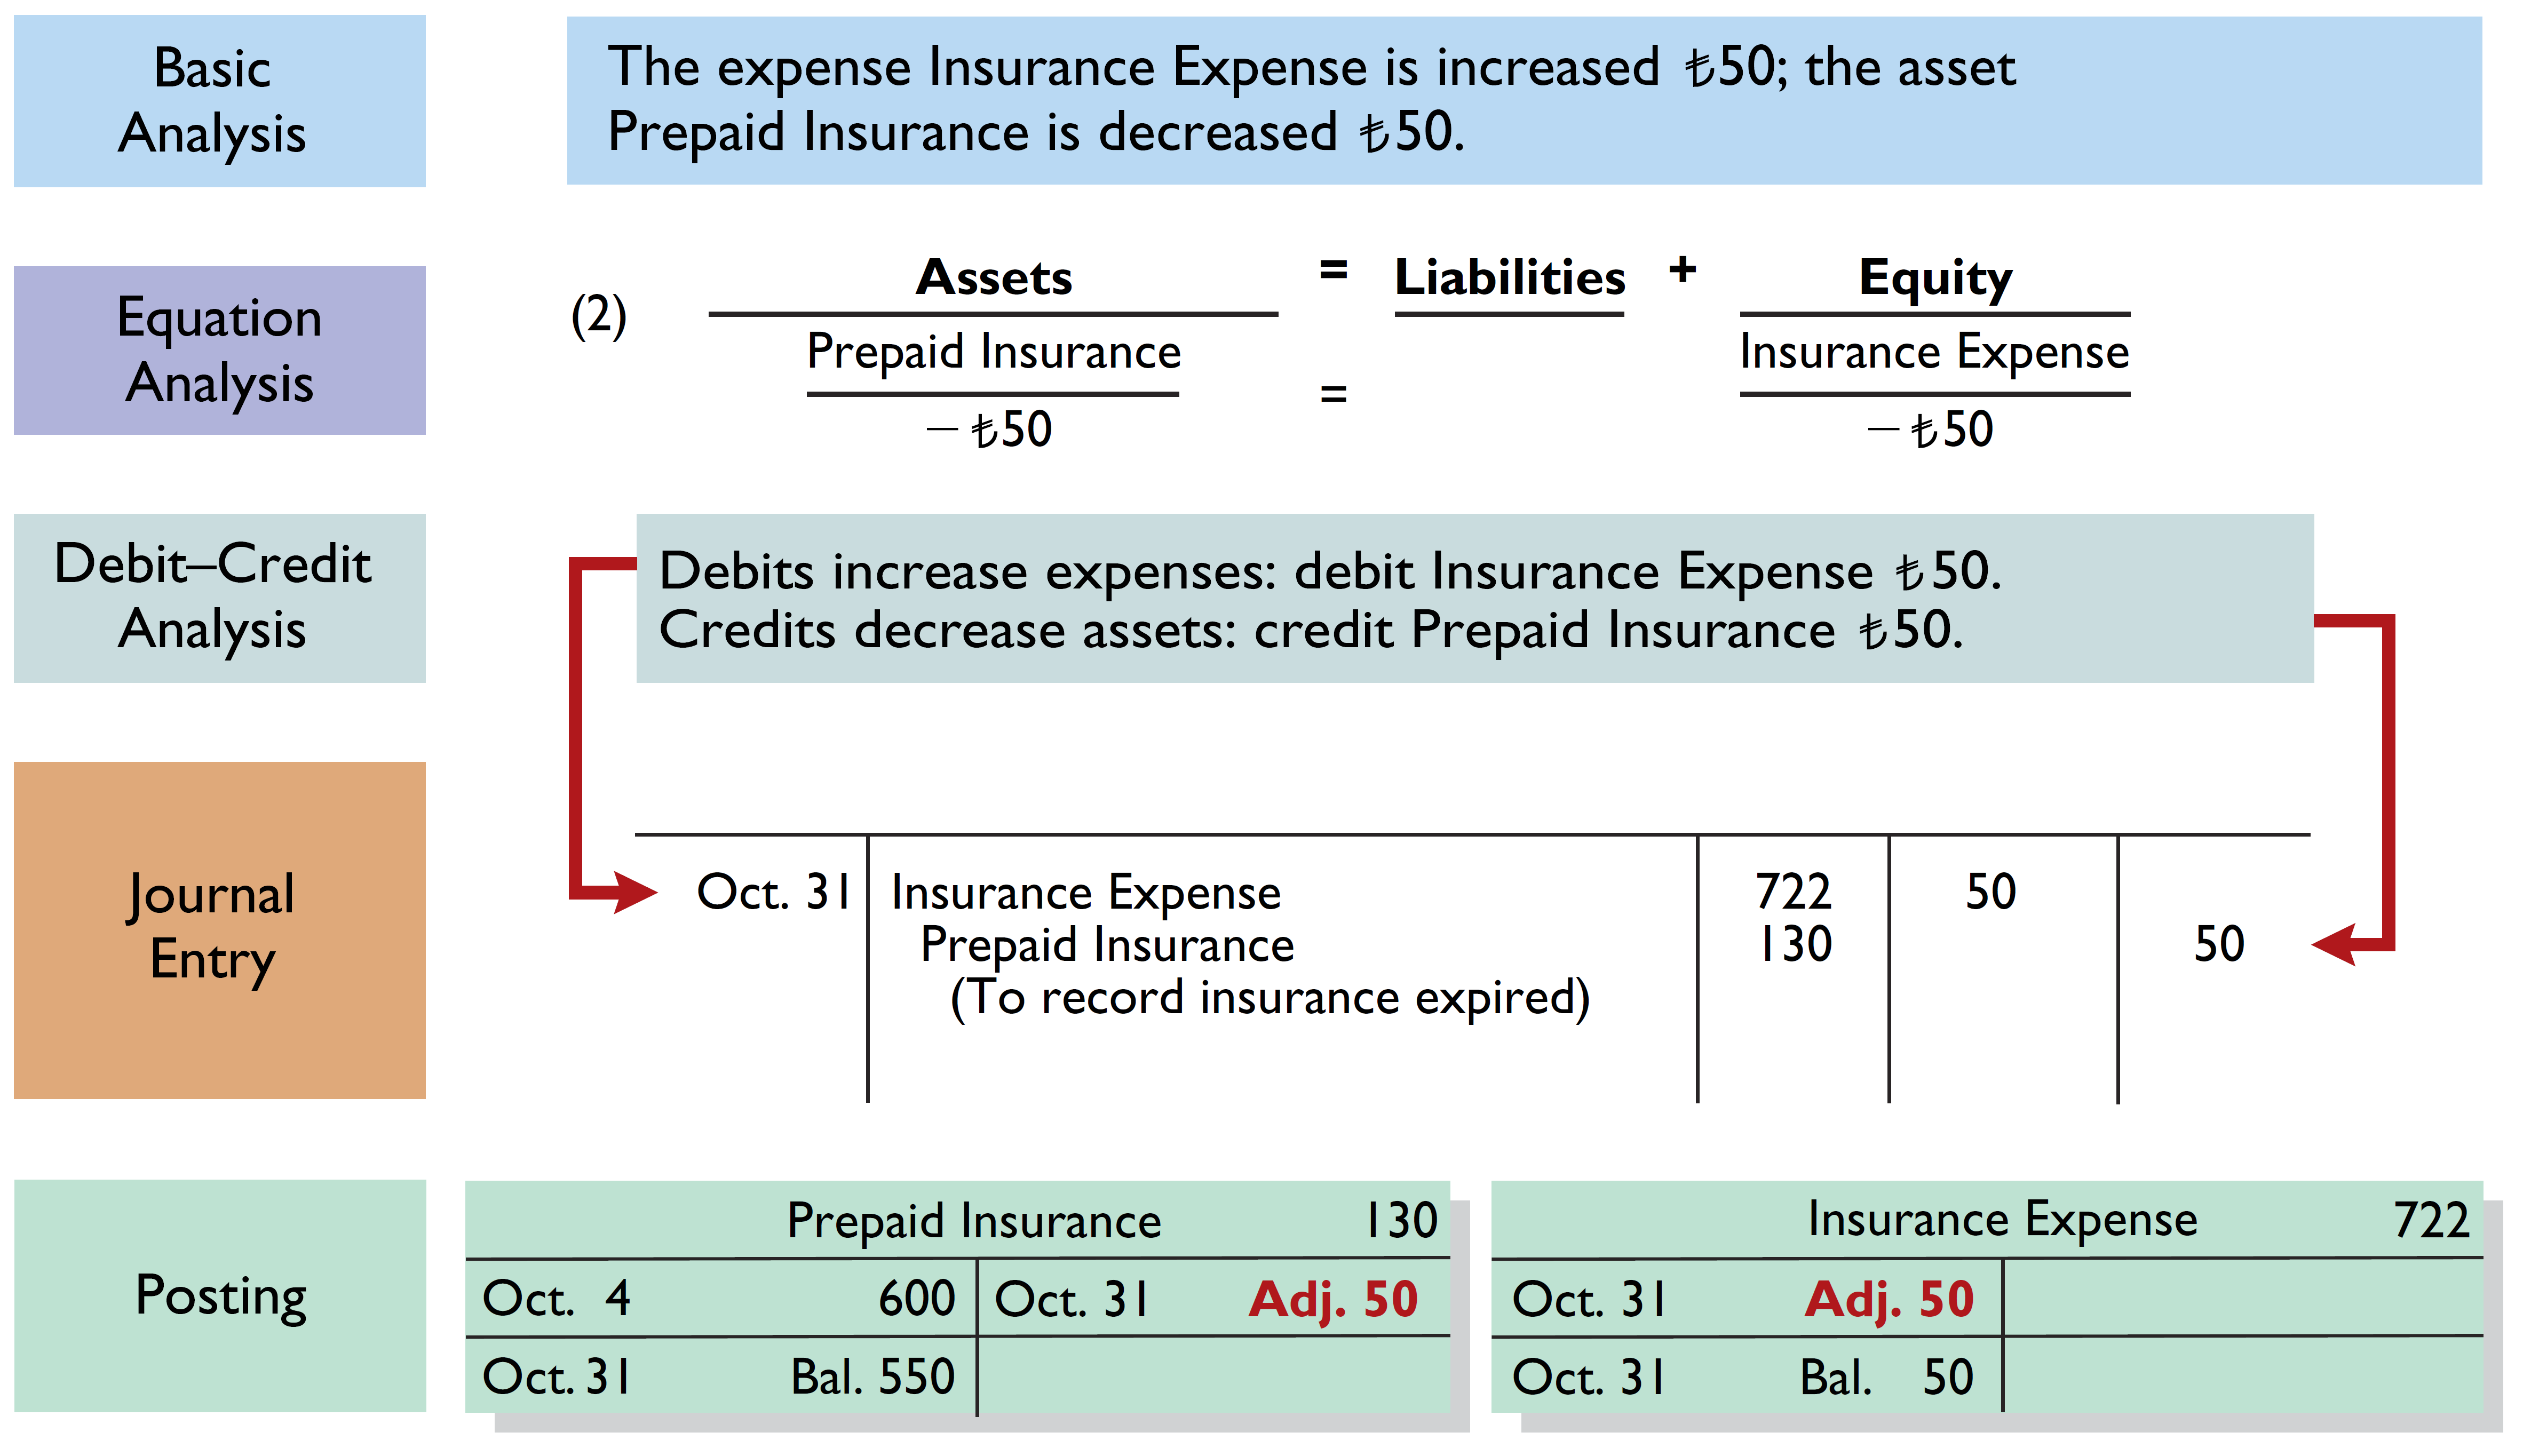 Basic
Analysis
The expense Insurance Expense is increased ₺50; the asset
Prepaid Insurance is decreased ₺50.
Equation
Analysis
(2)
Assets = Liabilities + Equity
Prepaid Insurance = Insurance Expense
– ₺50 – ₺50
Debit–Credit
Analysis
Debits increase expenses: debit Insurance Expense ₺50.
Credits decrease assets: credit Prepaid Insurance ₺50.
Journal
Entry
Oct. 31 Insurance Expense 722 50
Prepaid Insurance 130 50
(To record insurance expired)
Posting
Prepaid Insurance 130
Oct. 4 600 Oct. 31 Adj. 50
Oct. 31 Bal. 550
Insurance Expense 722
Oct. 31 Adj. 50
Oct. 31 Bal. 50